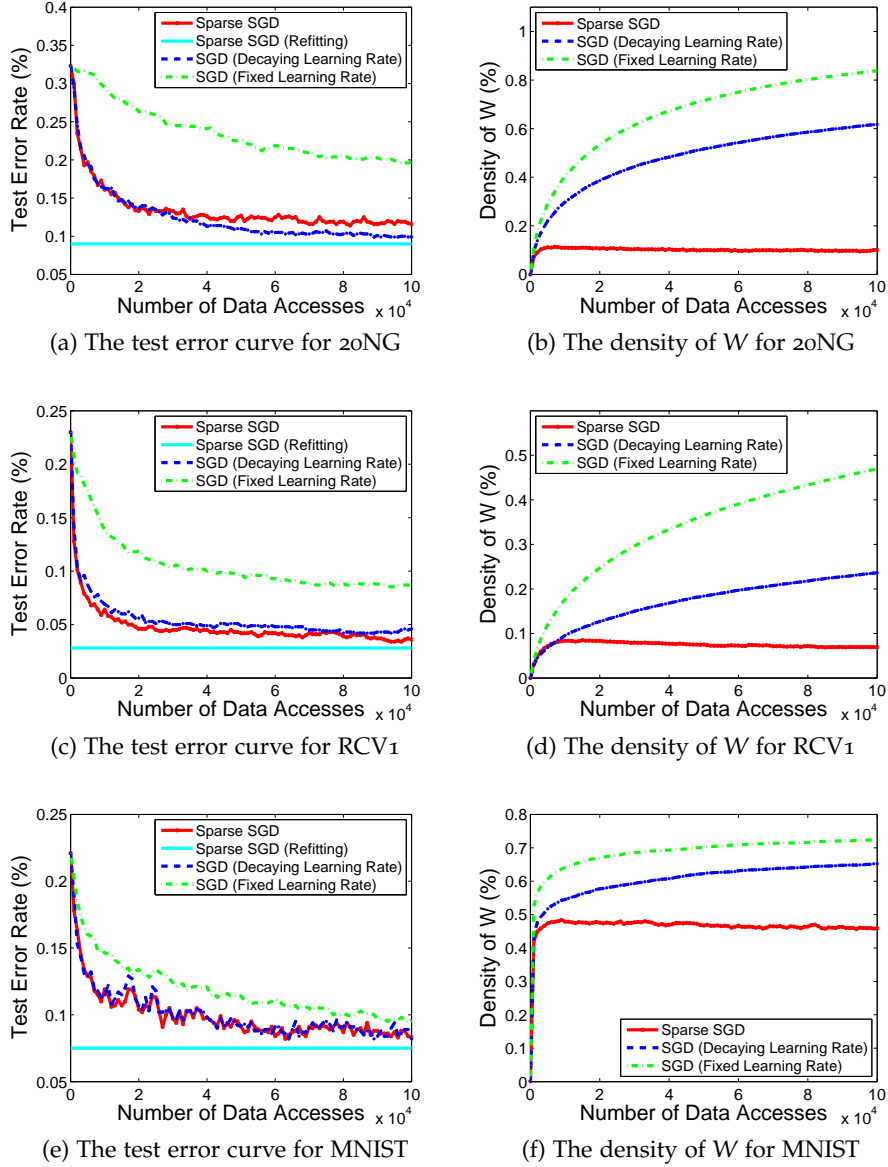 0.4
0.35
0.3
0.25
0.2
0.15
0.1
0.05
Test Error Rate (%)
Sparse SGD
Sparse SGD (Refitting)
SGD (Decaying Learning Rate)
SGD (Fixed Learning Rate)
0 2 4 6 8 10
Number of Data Accesses
x 10^4
(a) The test error curve for 20NG
1
0.8
0.6
0.4
0.2
0
Density of W (%)
Sparse SGD
SGD (Decaying Learning Rate)
SGD (Fixed Learning Rate)
0 2 4 6 8 10
Number of Data Accesses
x 10^4
(b) The density of W for 20NG
0.25
0.2
0.15
0.1
0.05
0
Test Error Rate (%)
Sparse SGD
Sparse SGD (Refitting)
SGD (Decaying Learning Rate)
SGD (Fixed Learning Rate)
0 2 4 6 8 10
Number of Data Accesses
x 10^4
(c) The test error curve for RCV1
0.5
0.4
0.3
0.2
0.1
0
Density of W (%)
Sparse SGD
SGD (Decaying Learning Rate)
SGD (Fixed Learning Rate)
0 2 4 6 8 10
Number of Data Accesses
x 10^4
(d) The density of W for RCV1
0.25
0.2
0.15
0.1
0.05
Test Error Rate (%)
Sparse SGD
Sparse SGD (Refitting)
SGD (Decaying Learning Rate)
SGD (Fixed Learning Rate)
0 2 4 6 8 10
Number of Data Accesses
x 10^4
(e) The test error curve for MNIST
0.8
0.7
0.6
0.5
0.4
0.3
0.2
0.1
0
Density of W (%)
Sparse SGD
SGD (Decaying Learning Rate)
SGD (Fixed Learning Rate)
0 2 4 6 8 10
Number of Data Accesses
x 10^4
(f) The density of W for MNIST